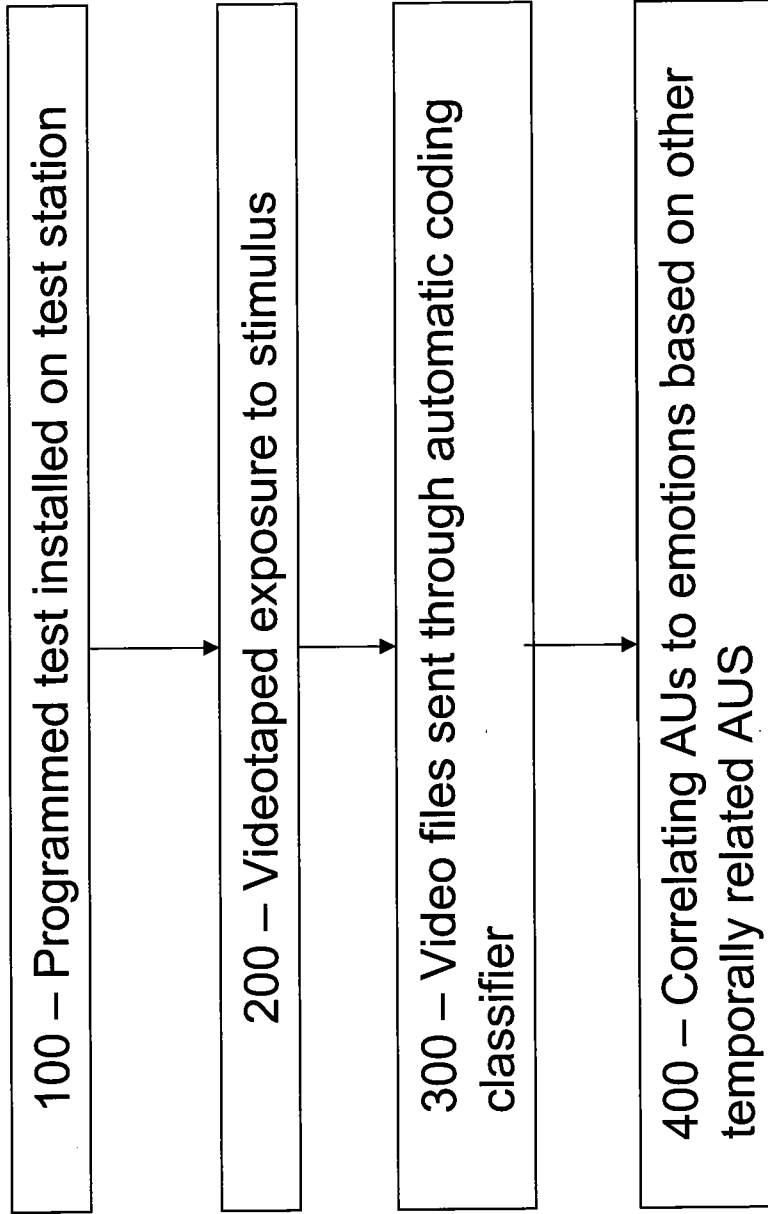 100 – Programmed test installed on test station
200 – Videotaped exposure to stimulus
300 – Video files sent through automatic coding
classifier
400 – Correlating AUs to emotions based on other
temporally related AUS